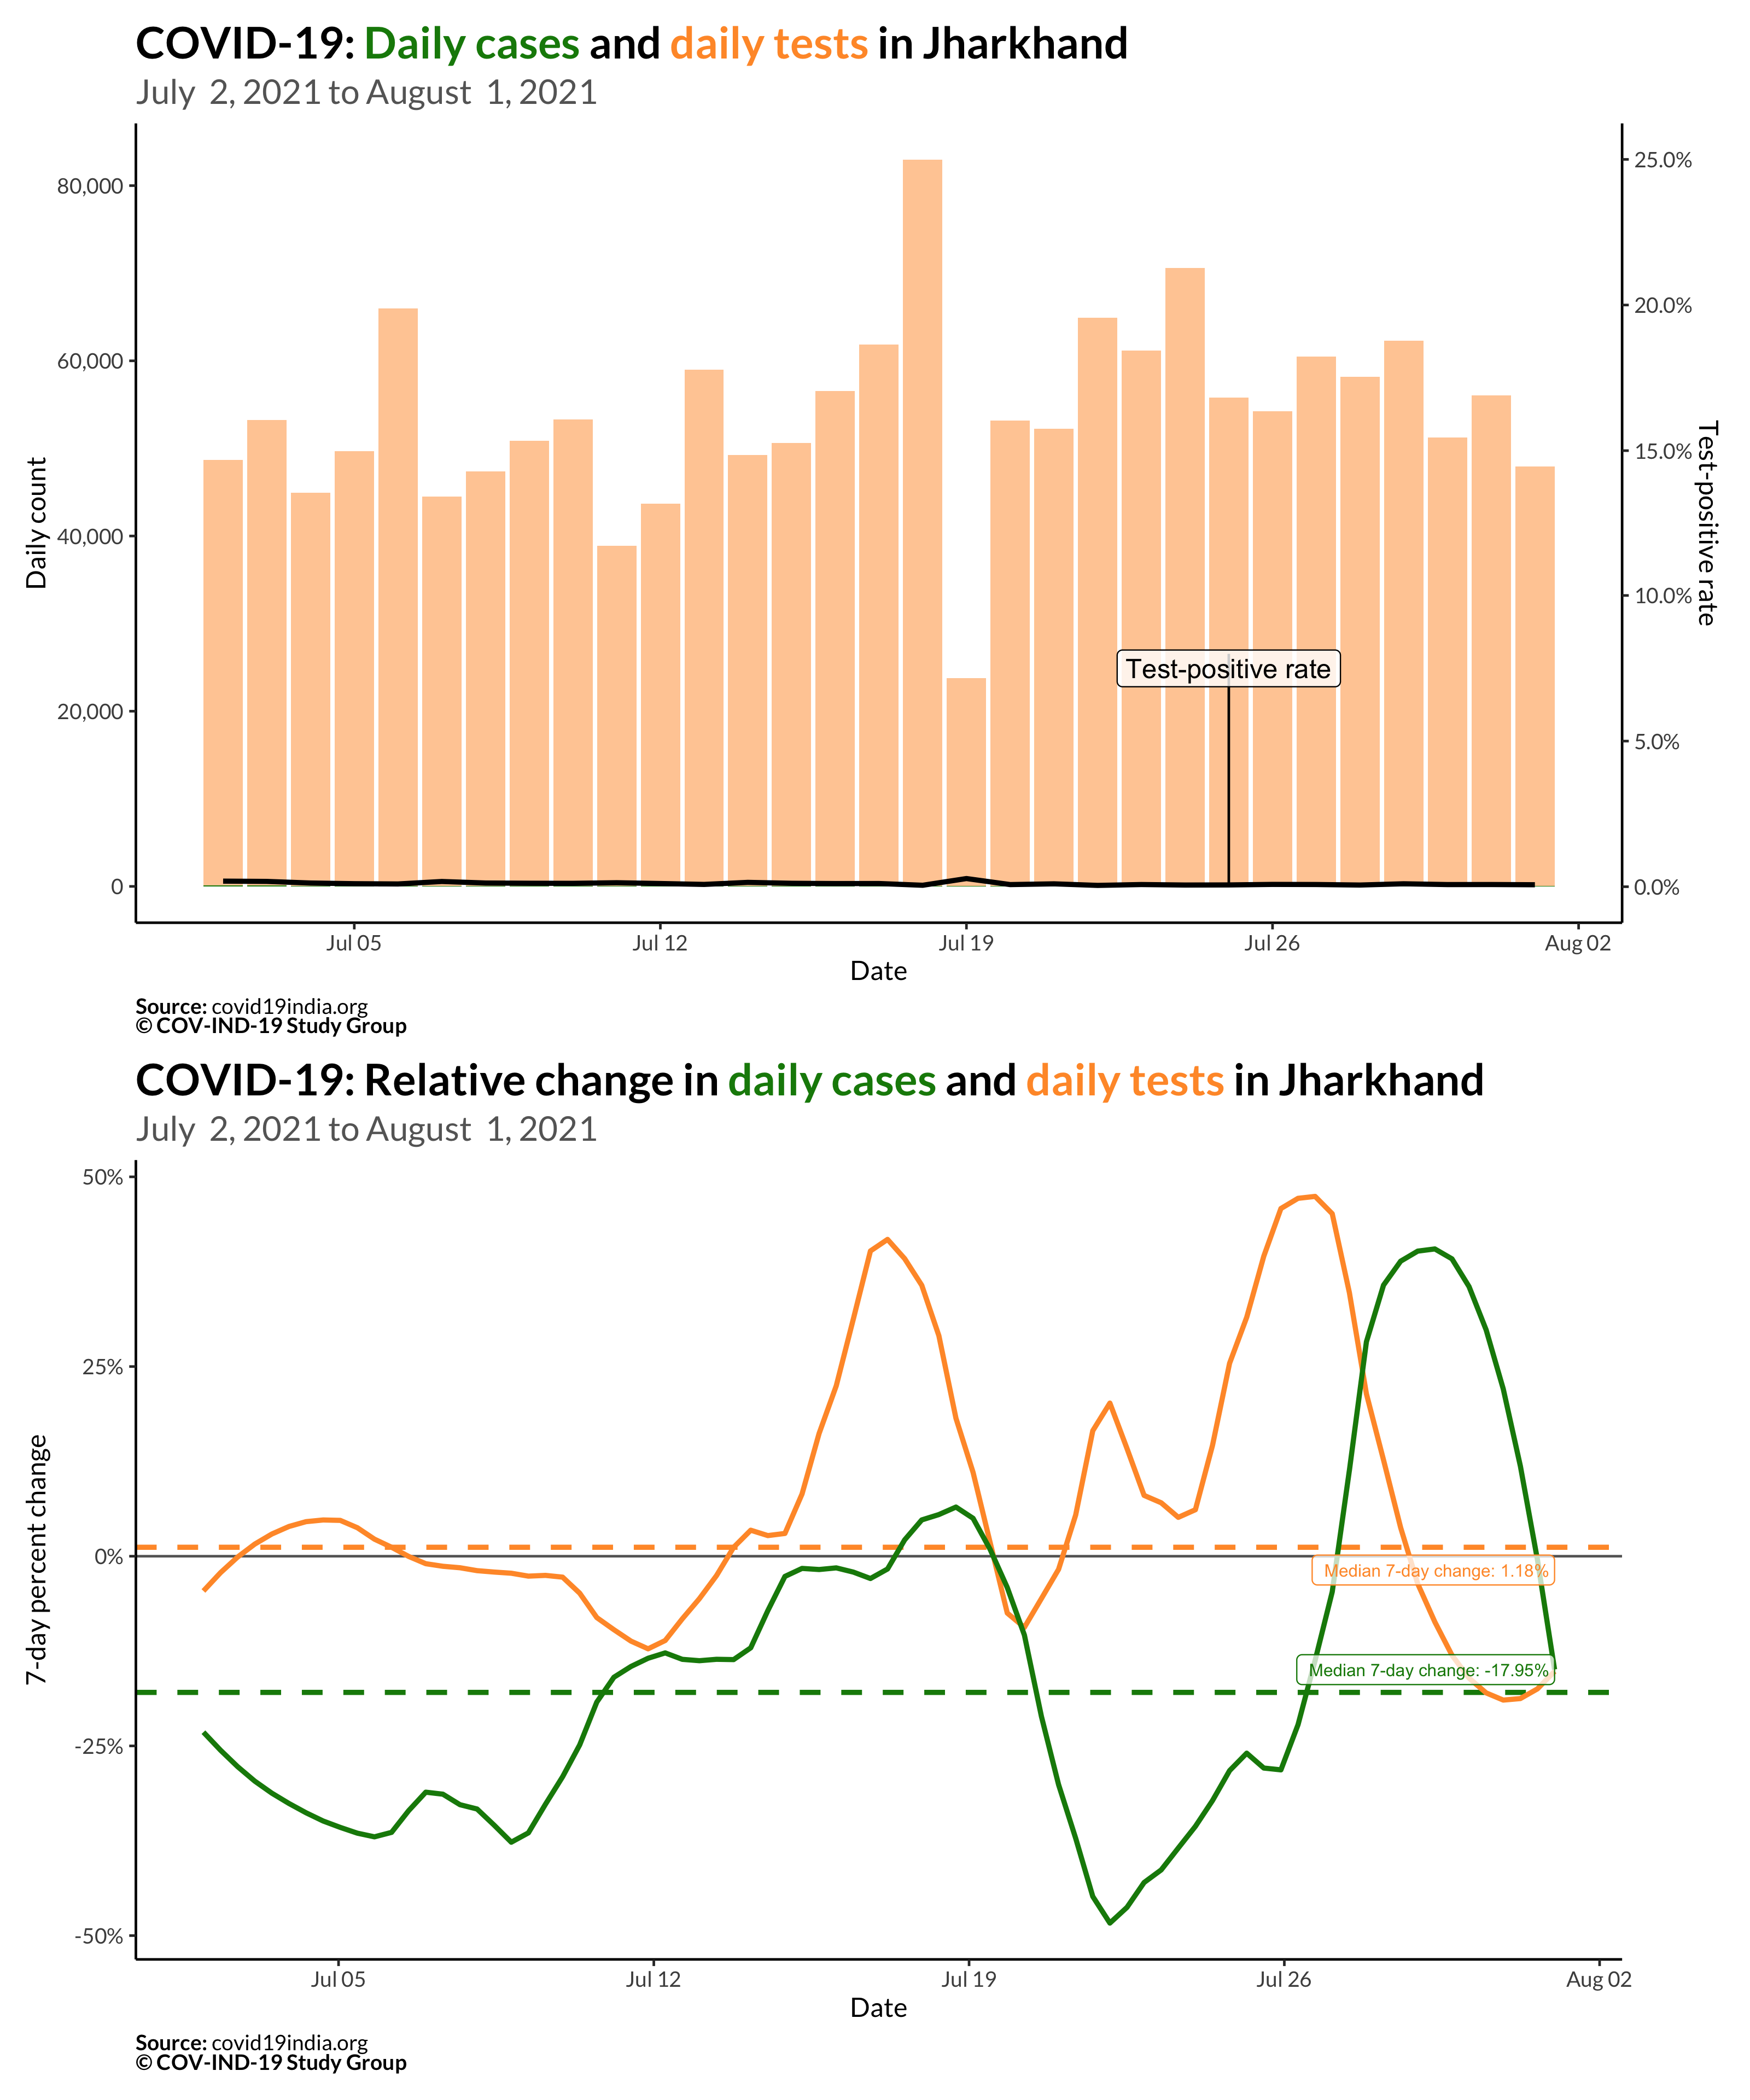 COVID-19: Daily cases and daily tests in Jharkhand
July 2, 2021 to August 1, 2021
80,000
60,000
40,000
20,000
0
Daily count
25.0%
20.0%
15.0%
10.0%
5.0%
0.0%
Test-positive rate
Test-positive rate
Jul 05
Jul 12
Jul 19
Jul 26
Aug 02
Date
Source: covid19india.org
© COV-IND-19 Study Group
COVID-19: Relative change in daily cases and daily tests in Jharkhand
July 2, 2021 to August 1, 2021
50%
25%
0%
-25%
-50%
7-day percent change
Median 7-day change: 1.18%
Median 7-day change: -17.95%
Jul 05
Jul 12
Jul 19
Jul 26
Aug 02
Date
Source: covid19india.org
© COV-IND-19 Study Group